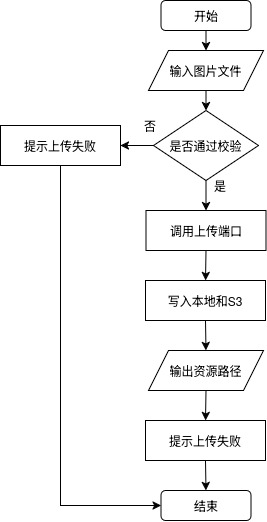 开始
输入图片文件
是否通过校验
否
提示上传失败
是
调用上传端口
写入本地和S3
输出资源路径
提示上传失败
结束